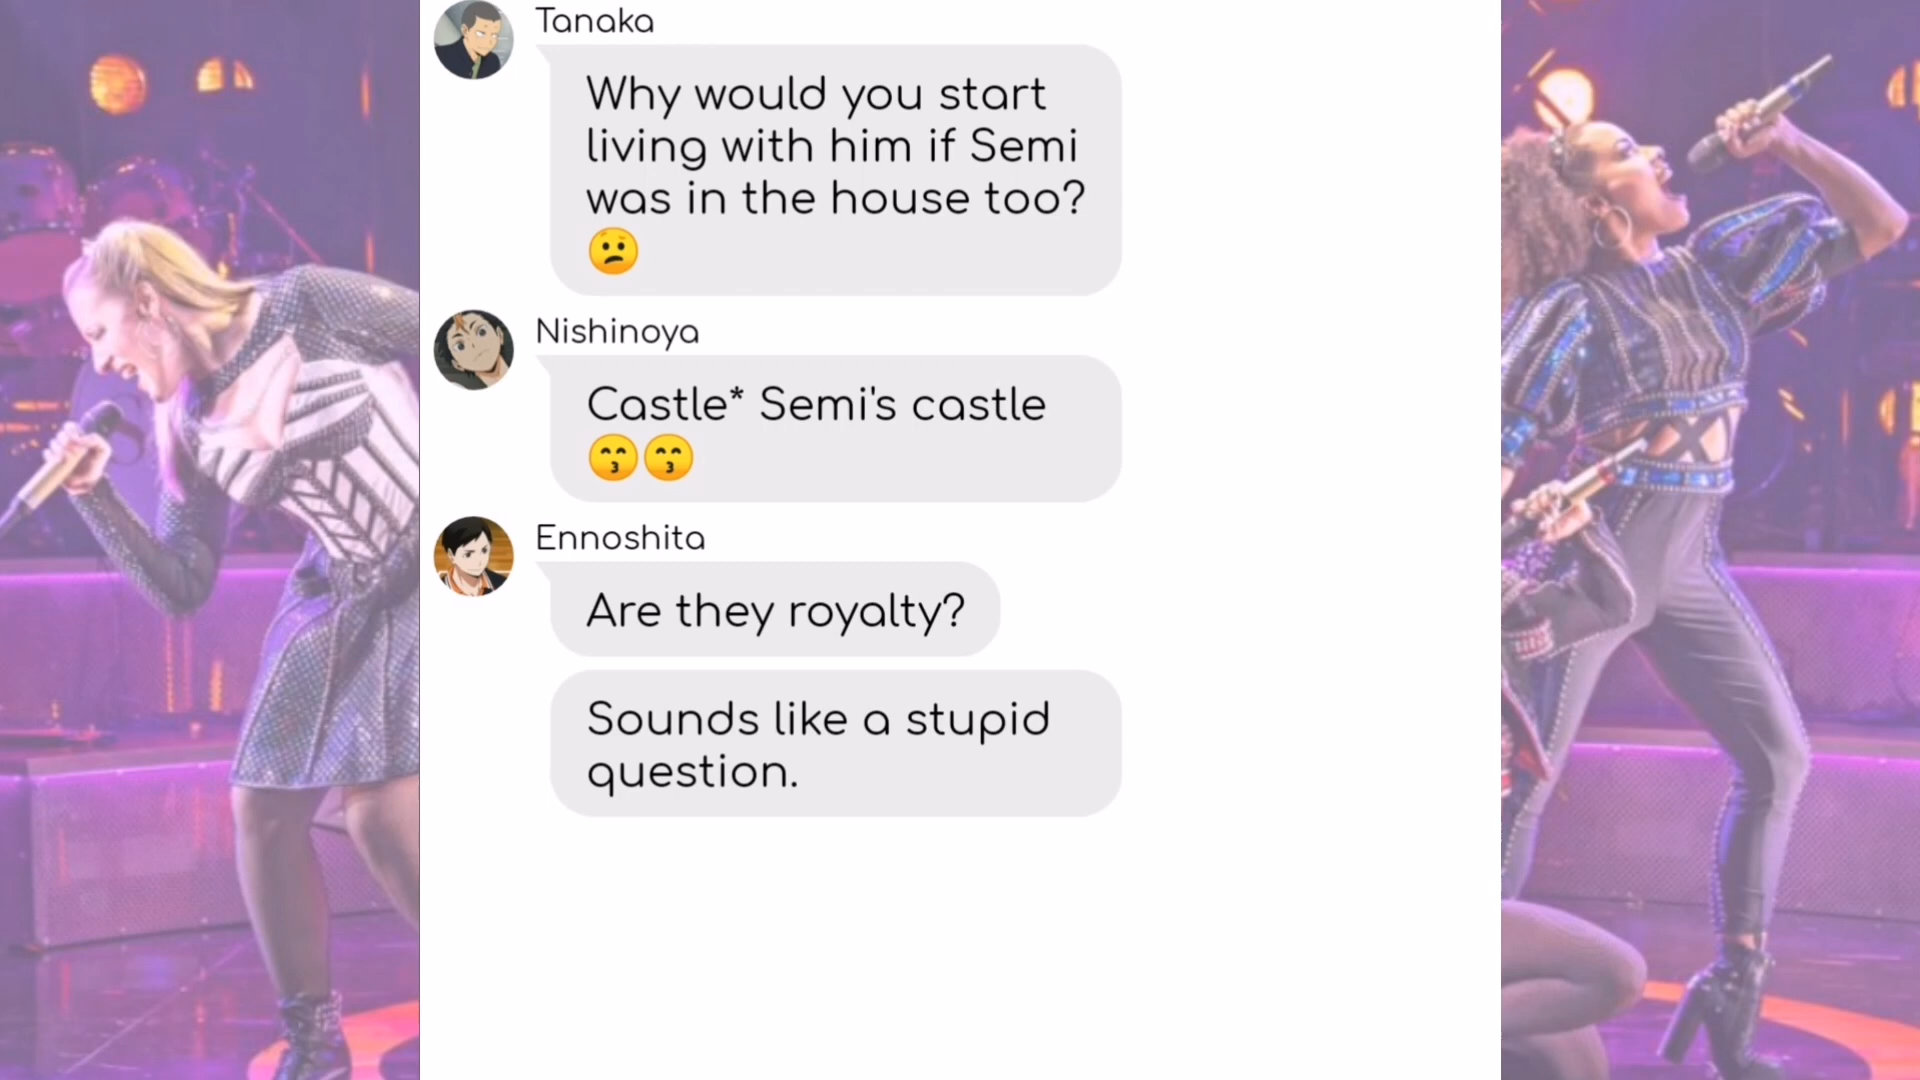 Tanaka
Why would you start
living with him if Semi
was in the house too?
😕
Nishinoya
Castle* Semi's castle
😙😙
Ennoshita
Are they royalty?
Sounds like a stupid
question.